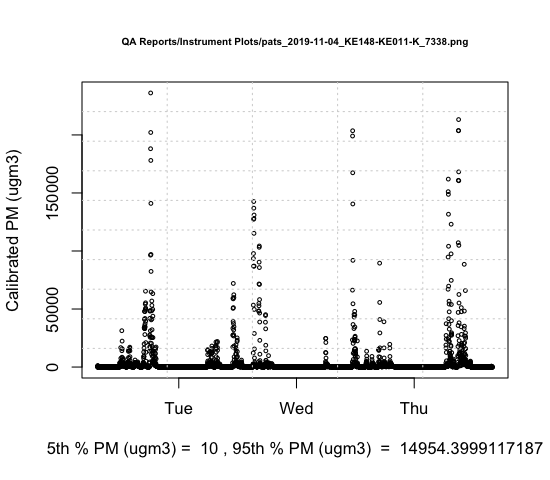 QA Reports/Instrument Plots/pats_2019-11-04_KE148-KE011-K_7338.png
Calibrated PM (ugm3)
150000
50000
0
Tue Wed Thu
5th % PM (ugm3) =  10 , 95th % PM (ugm3)  =  14954.3999117187